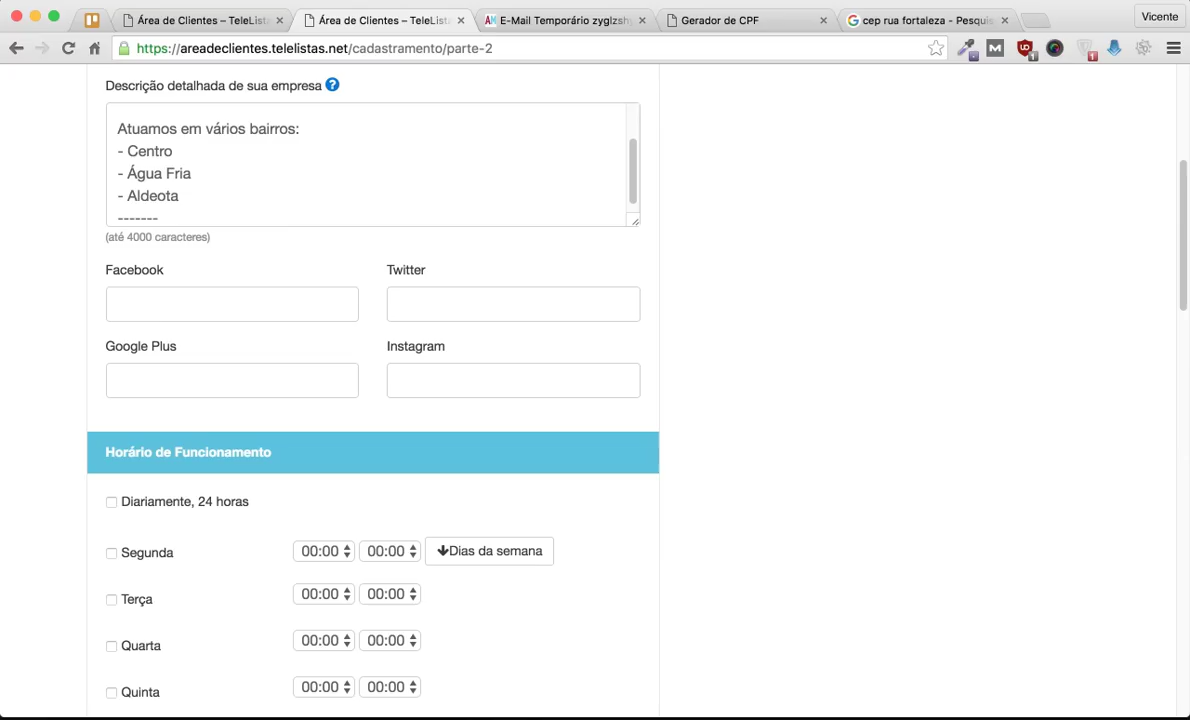 Área de Clientes – TeleLista
Área de Clientes – TeleLista
AM E-Mail Temporário zyglzsh
Gerador de CPF
cep rua fortaleza - Pesquis
Vicente
https://areadeclientes.telelistas.net/cadastramento/parte-2
Descrição detalhada de sua empresa ?
Atuamos em vários bairros:
- Centro
- Água Fria
- Aldeota
-------
(até 4000 caracteres)
Facebook
Twitter
Google Plus
Instagram
Horário de Funcionamento
Diariamente, 24 horas
Segunda 00:00 00:00 Dias da semana
Terça 00:00 00:00
Quarta 00:00 00:00
Quinta 00:00 00:00